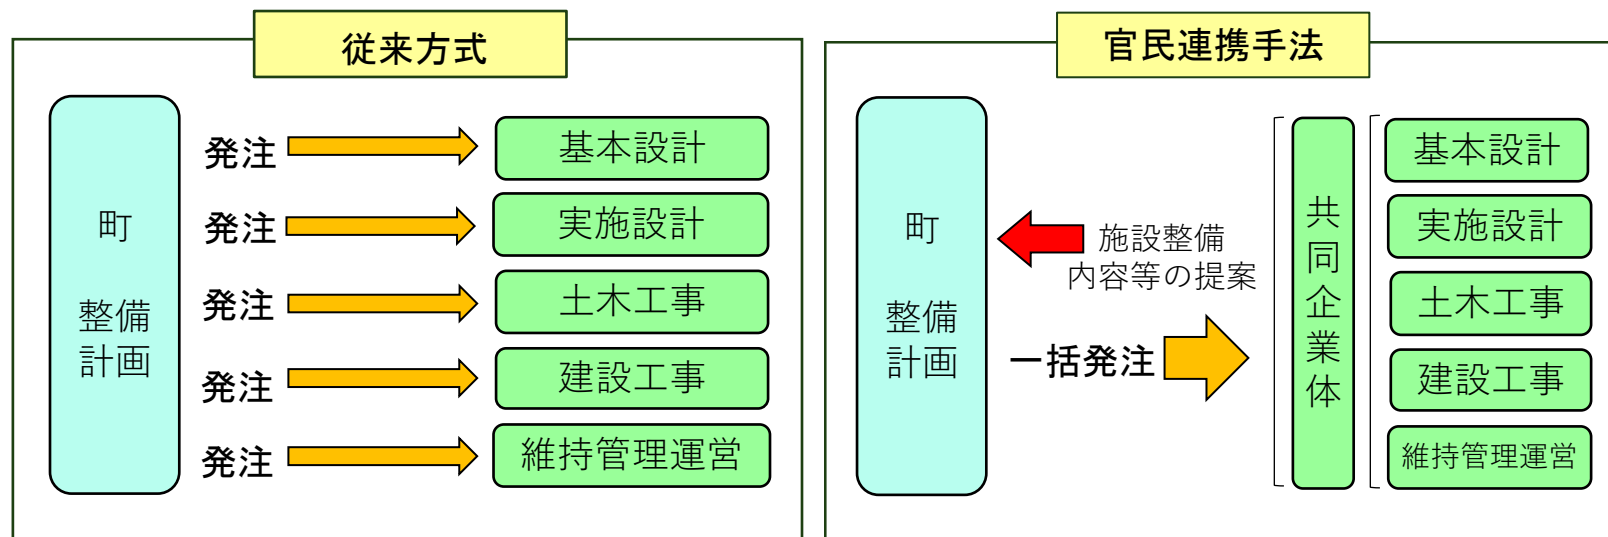 従来方式
町
整備
計画
発注
基本設計
発注
実施設計
発注
土木工事
発注
建設工事
発注
維持管理運営
官民連携手法
町
整備
計画
施設整備
内容等の提案
一括発注
共同企業体
基本設計
実施設計
土木工事
建設工事
維持管理運営